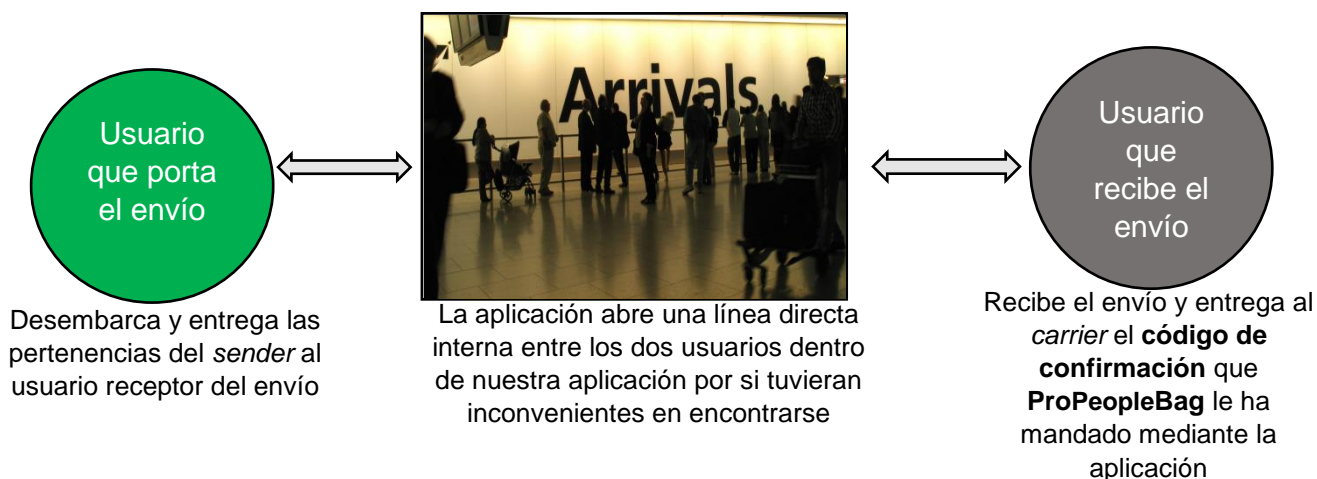 Usuario
que porta
el envío
Desembarca y entrega las
pertenencias del sender al
usuario receptor del envío
Arrivals
La aplicación abre una línea directa
interna entre los dos usuarios dentro
de nuestra aplicación por si tuvieran
inconvenientes en encontrarse
Usuario
que
recibe el
envío
Recibe el envío y entrega al
carrier el código de
confirmación que
ProPeopleBag le ha
mandado mediante la
aplicación